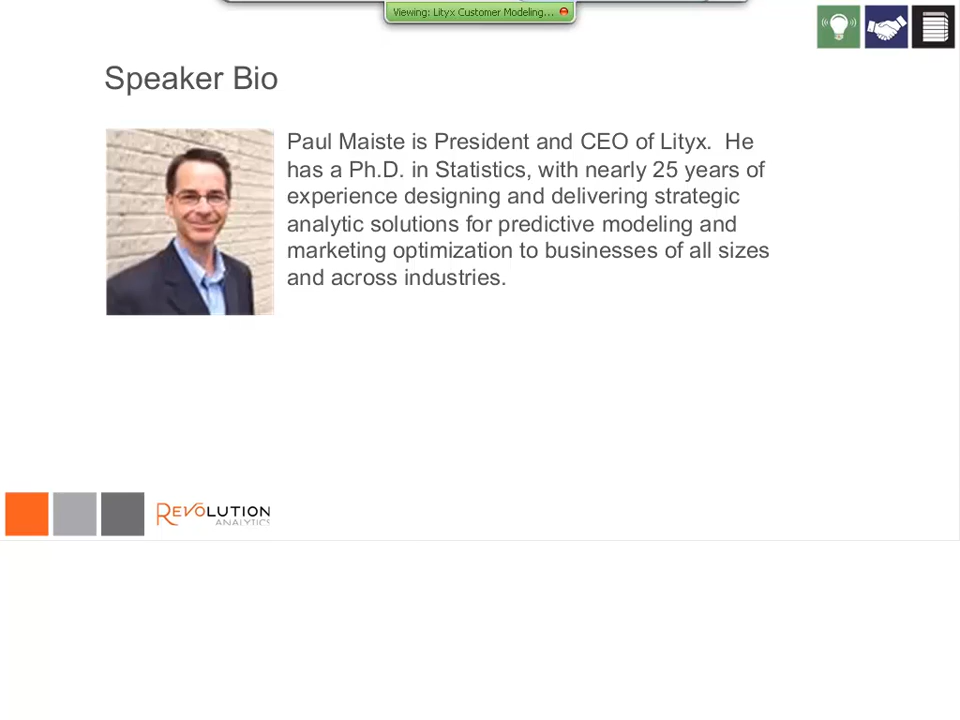 Viewing: Lityx Customer Modeling...
Speaker Bio
Paul Maiste is President and CEO of Lityx.  He
has a Ph.D. in Statistics, with nearly 25 years of
experience designing and delivering strategic
analytic solutions for predictive modeling and
marketing optimization to businesses of all sizes
and across industries.
REVOLUTION
ANALYTICS